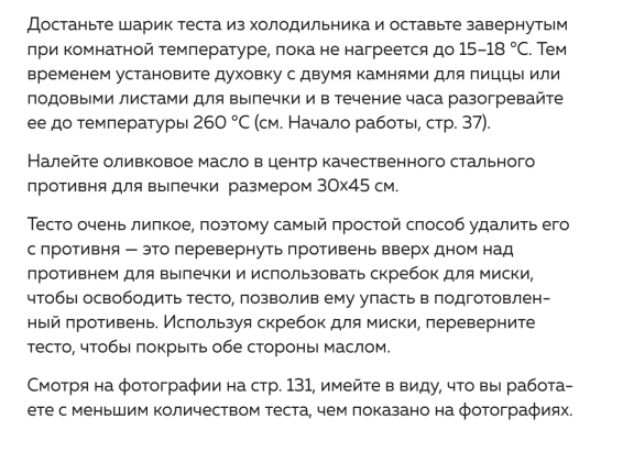 Достаньте шарик теста из холодильника и оставьте завернутым
при комнатной температуре, пока не нагреется до 15–18 °C. Тем
временем установите духовку с двумя камнями для пиццы или
подовыми листами для выпечки и в течение часа разогревайте
ее до температуры 260 °C (см. Начало работы, стр. 37).
Налейте оливковое масло в центр качественного стального
противня для выпечки  размером 30х45 см.
Тесто очень липкое, поэтому самый простой способ удалить его
с противня — это перевернуть противень вверх дном над
противнем для выпечки и использовать скребок для миски,
чтобы освободить тесто, позволив ему упасть в подготовлен-
ный противень. Используя скребок для миски, переверните
тесто, чтобы покрыть обе стороны маслом.
Смотря на фотографии на стр. 131, имейте в виду, что вы работа-
ете с меньшим количеством теста, чем показано на фотографиях.